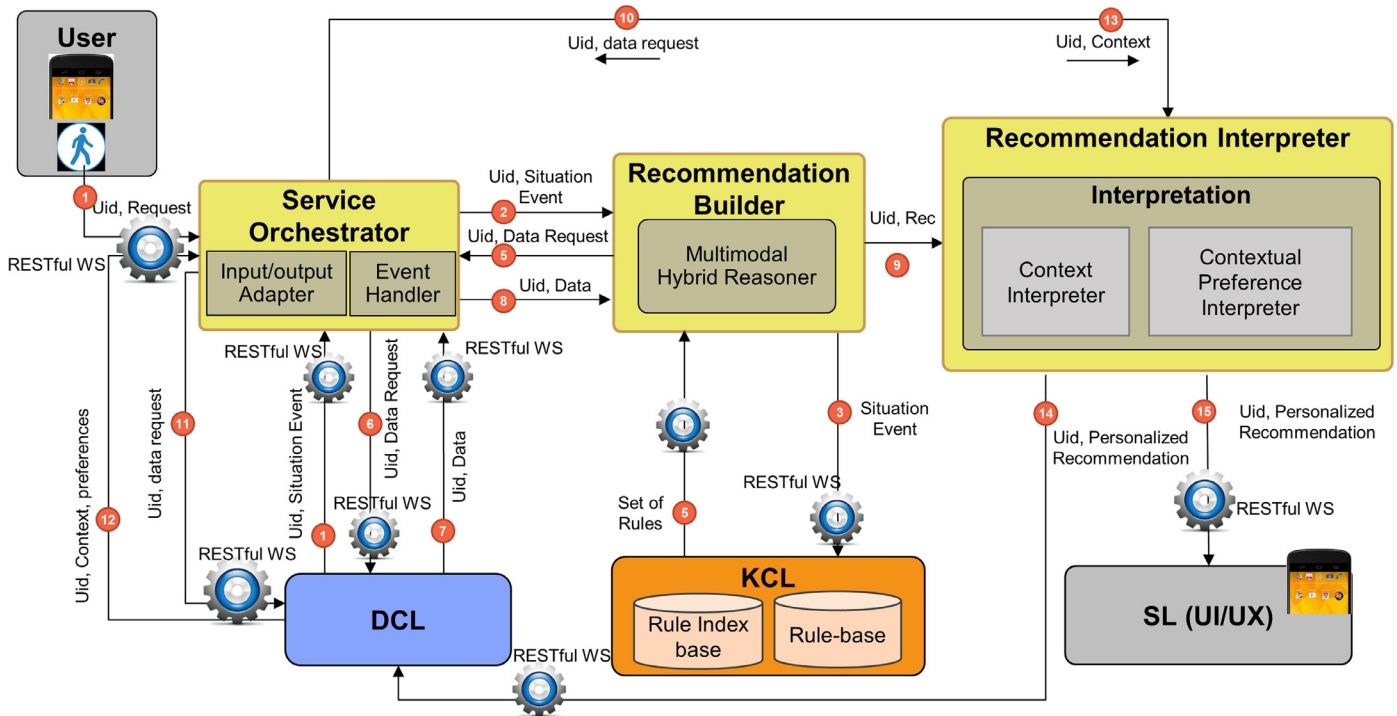 User
10
13
Uid, data request
Uid, Context
1
Uid, Request
RESTful WS
Service
Orchestrator
Input/output
Adapter
Event
Handler
Uid, Situation
Event
2
Uid, Data Request
5
Uid, Data
8
Recommendation
Builder
Multimodal
Hybrid Reasoner
Uid, Rec
9
Recommendation Interpreter
Interpretation
Context
Interpreter
Contextual
Preference
Interpreter
RESTful WS
RESTful WS
11
Uid, data request
12
Uid, Context, preferences
RESTful WS
1
Uid, Situation Event
6
Uid, Data Request
RESTful WS
7
Uid, Data
Set of
Rules
5
3
Situation
Event
RESTful WS
14
Uid, Personalized
Recommendation
15
Uid, Personalized
Recommendation
RESTful WS
DCL
KCL
Rule Index
base
Rule-base
SL (UI/UX)
RESTful WS